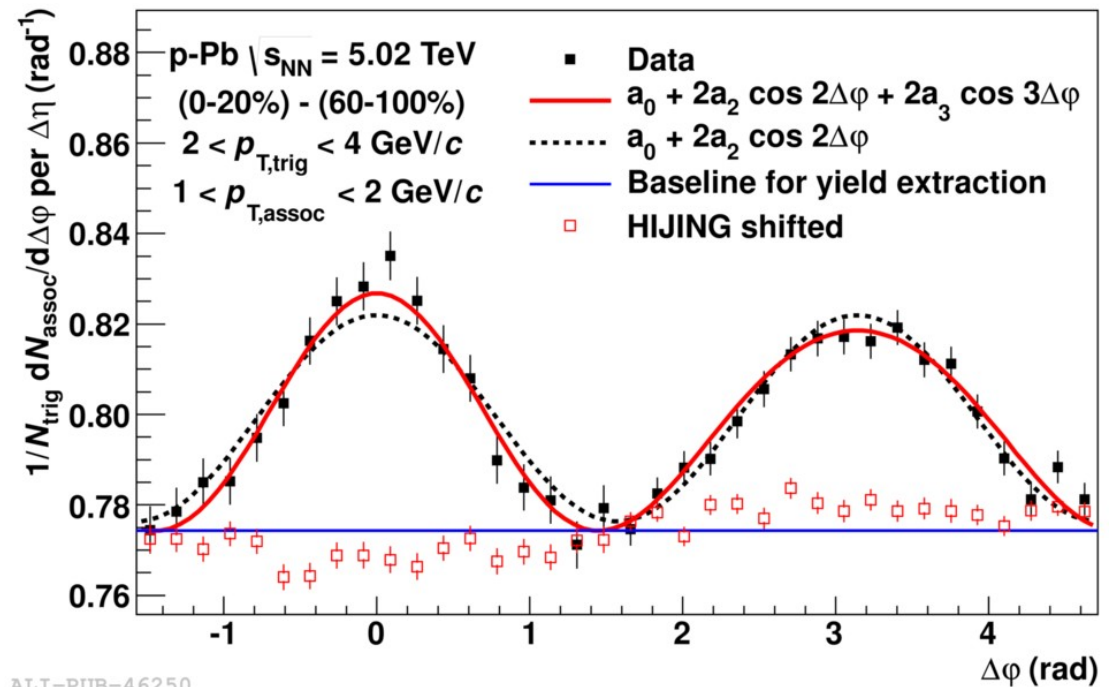 1/N_trig dN_assoc/dΔφ per Δη (rad⁻¹)
0.88
0.86
0.84
0.82
0.80
0.78
0.76
p-Pb √s_NN = 5.02 TeV
(0-20%) - (60-100%)
2 < p_T,trig < 4 GeV/c
1 < p_T,assoc < 2 GeV/c
Data
a₀ + 2a₂ cos 2Δφ + 2a₃ cos 3Δφ
a₀ + 2a₂ cos 2Δφ
Baseline for yield extraction
HIJING shifted
-1 0 1 2 3 4
Δφ (rad)
ALI-PUB-46250